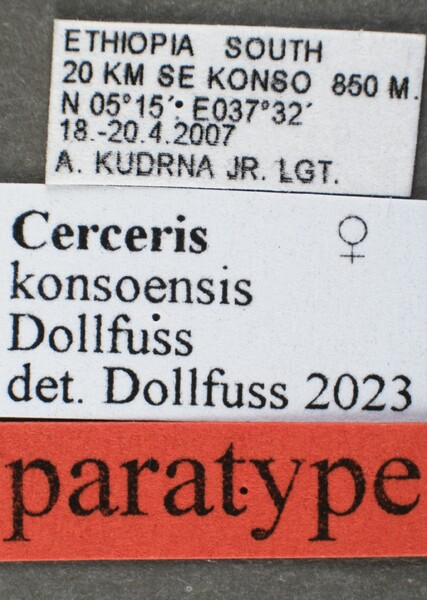 ETHIOPIA SOUTH
20 KM SE KONSO 850 M.
N 05°15´: E037°32´
18.-20.4.2007
A. KUDRNA JR. LGT.
Cerceris ♀
konsoensis
Dollfuss
det. Dollfuss 2023
paratype